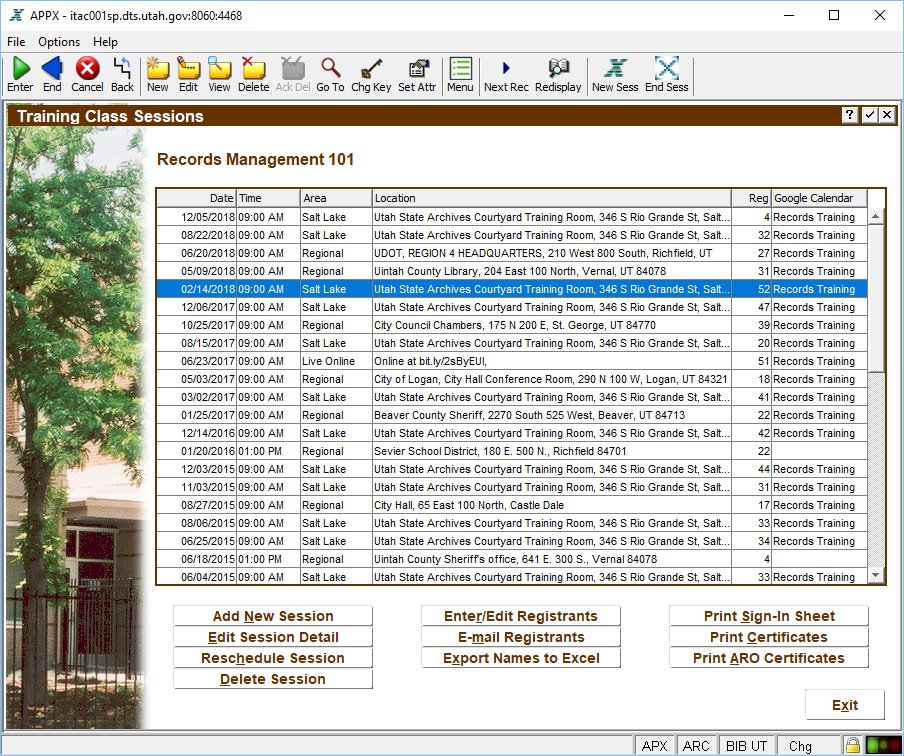 APPX - itac001sp.dts.utah.gov:8060:4468
File Options Help
Enter End Cancel Back New Edit View Delete Ack Del Go To Chg Key Set Attr Menu Next Rec Redisplay New Sess End Sess
Training Class Sessions
Records Management 101
Date Time Area Location Reg Google Calendar
12/05/2018 09:00 AM Salt Lake Utah State Archives Courtyard Training Room, 346 S Rio Grande St, Salt... 4 Records Training
08/22/2018 09:00 AM Salt Lake Utah State Archives Courtyard Training Room, 346 S Rio Grande St, Salt... 32 Records Training
06/20/2018 09:00 AM Regional UDOT, REGION 4 HEADQUARTERS, 210 West 800 South, Richfield, UT 27 Records Training
05/09/2018 09:00 AM Regional Uintah County Library, 204 East 100 North, Vernal, UT 84078 31 Records Training
02/14/2018 09:00 AM Salt Lake Utah State Archives Courtyard Training Room, 346 S Rio Grande St, Salt... 52 Records Training
12/06/2017 09:00 AM Salt Lake Utah State Archives Courtyard Training Room, 346 S Rio Grande St, Salt... 47 Records Training
10/25/2017 09:00 AM Regional City Council Chambers, 175 N 200 E, St. George, UT 84770 39 Records Training
08/15/2017 09:00 AM Salt Lake Utah State Archives Courtyard Training Room, 346 S Rio Grande St, Salt... 20 Records Training
06/23/2017 09:00 AM Live Online Online at bit.ly/2sByEUl, 51 Records Training
05/03/2017 09:00 AM Regional City of Logan, City Hall Conference Room, 290 N 100 W, Logan, UT 84321 18 Records Training
03/02/2017 09:00 AM Salt Lake Utah State Archives Courtyard Training Room, 346 S Rio Grande St, Salt... 41 Records Training
01/25/2017 09:00 AM Regional Beaver County Sheriff, 2270 South 525 West, Beaver, UT 84713 22 Records Training
12/14/2016 09:00 AM Salt Lake Utah State Archives Courtyard Training Room, 346 S Rio Grande St, Salt... 42 Records Training
01/20/2016 01:00 PM Regional Sevier School District, 180 E. 500 N., Richfield 84701 22
12/03/2015 09:00 AM Salt Lake Utah State Archives Courtyard Training Room, 346 S Rio Grande St, Salt... 44 Records Training
11/03/2015 09:00 AM Salt Lake Utah State Archives Courtyard Training Room, 346 S Rio Grande St, Salt... 31 Records Training
08/27/2015 09:00 AM Regional City Hall, 65 East 100 North, Castle Dale 17 Records Training
08/06/2015 09:00 AM Salt Lake Utah State Archives Courtyard Training Room, 346 S Rio Grande St, Salt... 33 Records Training
06/25/2015 09:00 AM Salt Lake Utah State Archives Courtyard Training Room, 346 S Rio Grande St, Salt... 34 Records Training
06/18/2015 01:00 PM Regional Uintah County Sheriff's office, 641 E. 300 S., Vernal 84078 4
06/04/2015 09:00 AM Salt Lake Utah State Archives Courtyard Training Room, 346 S Rio Grande St, Salt... 33 Records Training
Add New Session Enter/Edit Registrants Print Sign-In Sheet
Edit Session Detail E-mail Registrants Print Certificates
Reschedule Session Export Names to Excel Print ARO Certificates
Delete Session
Exit
APX ARC BIB UT Chg